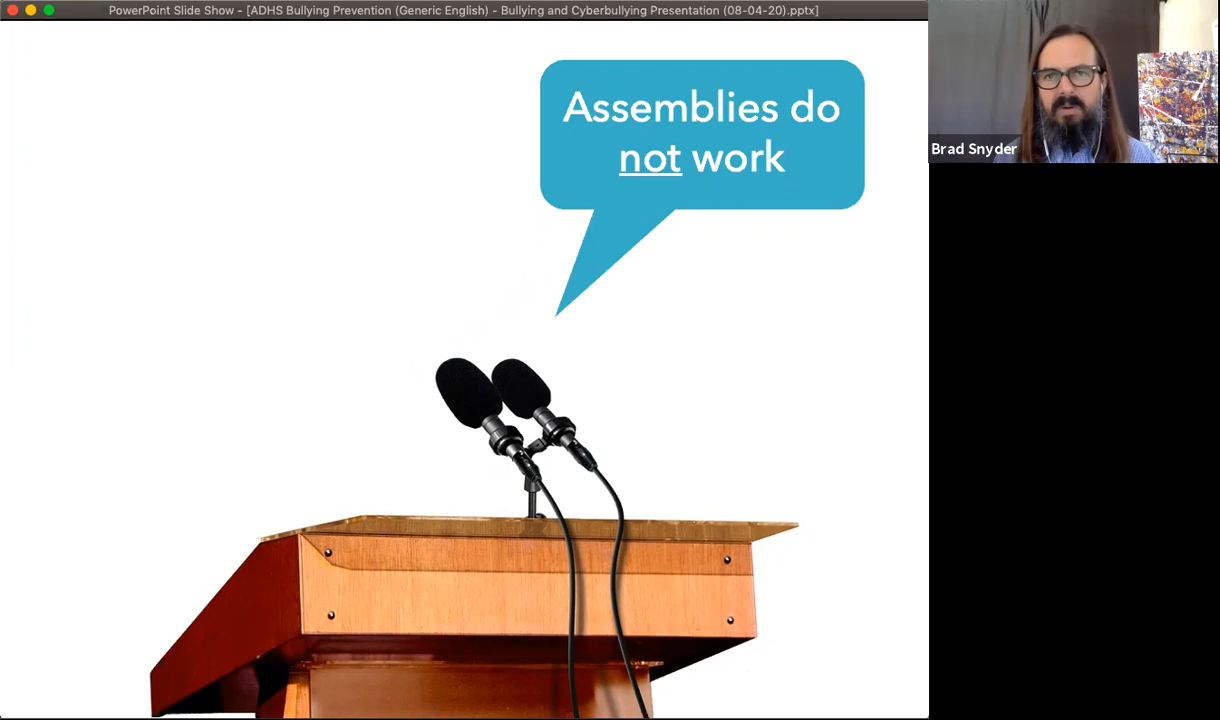 PowerPoint Slide Show - [ADHS Bullying Prevention (Generic English) - Bullying and Cyberbullying Presentation (08-04-20).pptx]
Assemblies do
not work
Brad Snyder